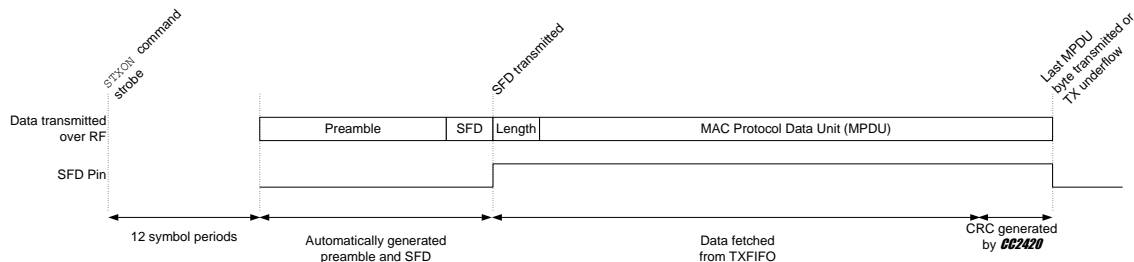 STXON command
strobe
SFD transmitted
Last MPDU
byte transmitted or
TX underflow
Data transmitted
over RF
Preamble
SFD
Length
MAC Protocol Data Unit (MPDU)
SFD Pin
12 symbol periods
Automatically generated
preamble and SFD
Data fetched
from TXFIFO
CRC generated
by CC2420